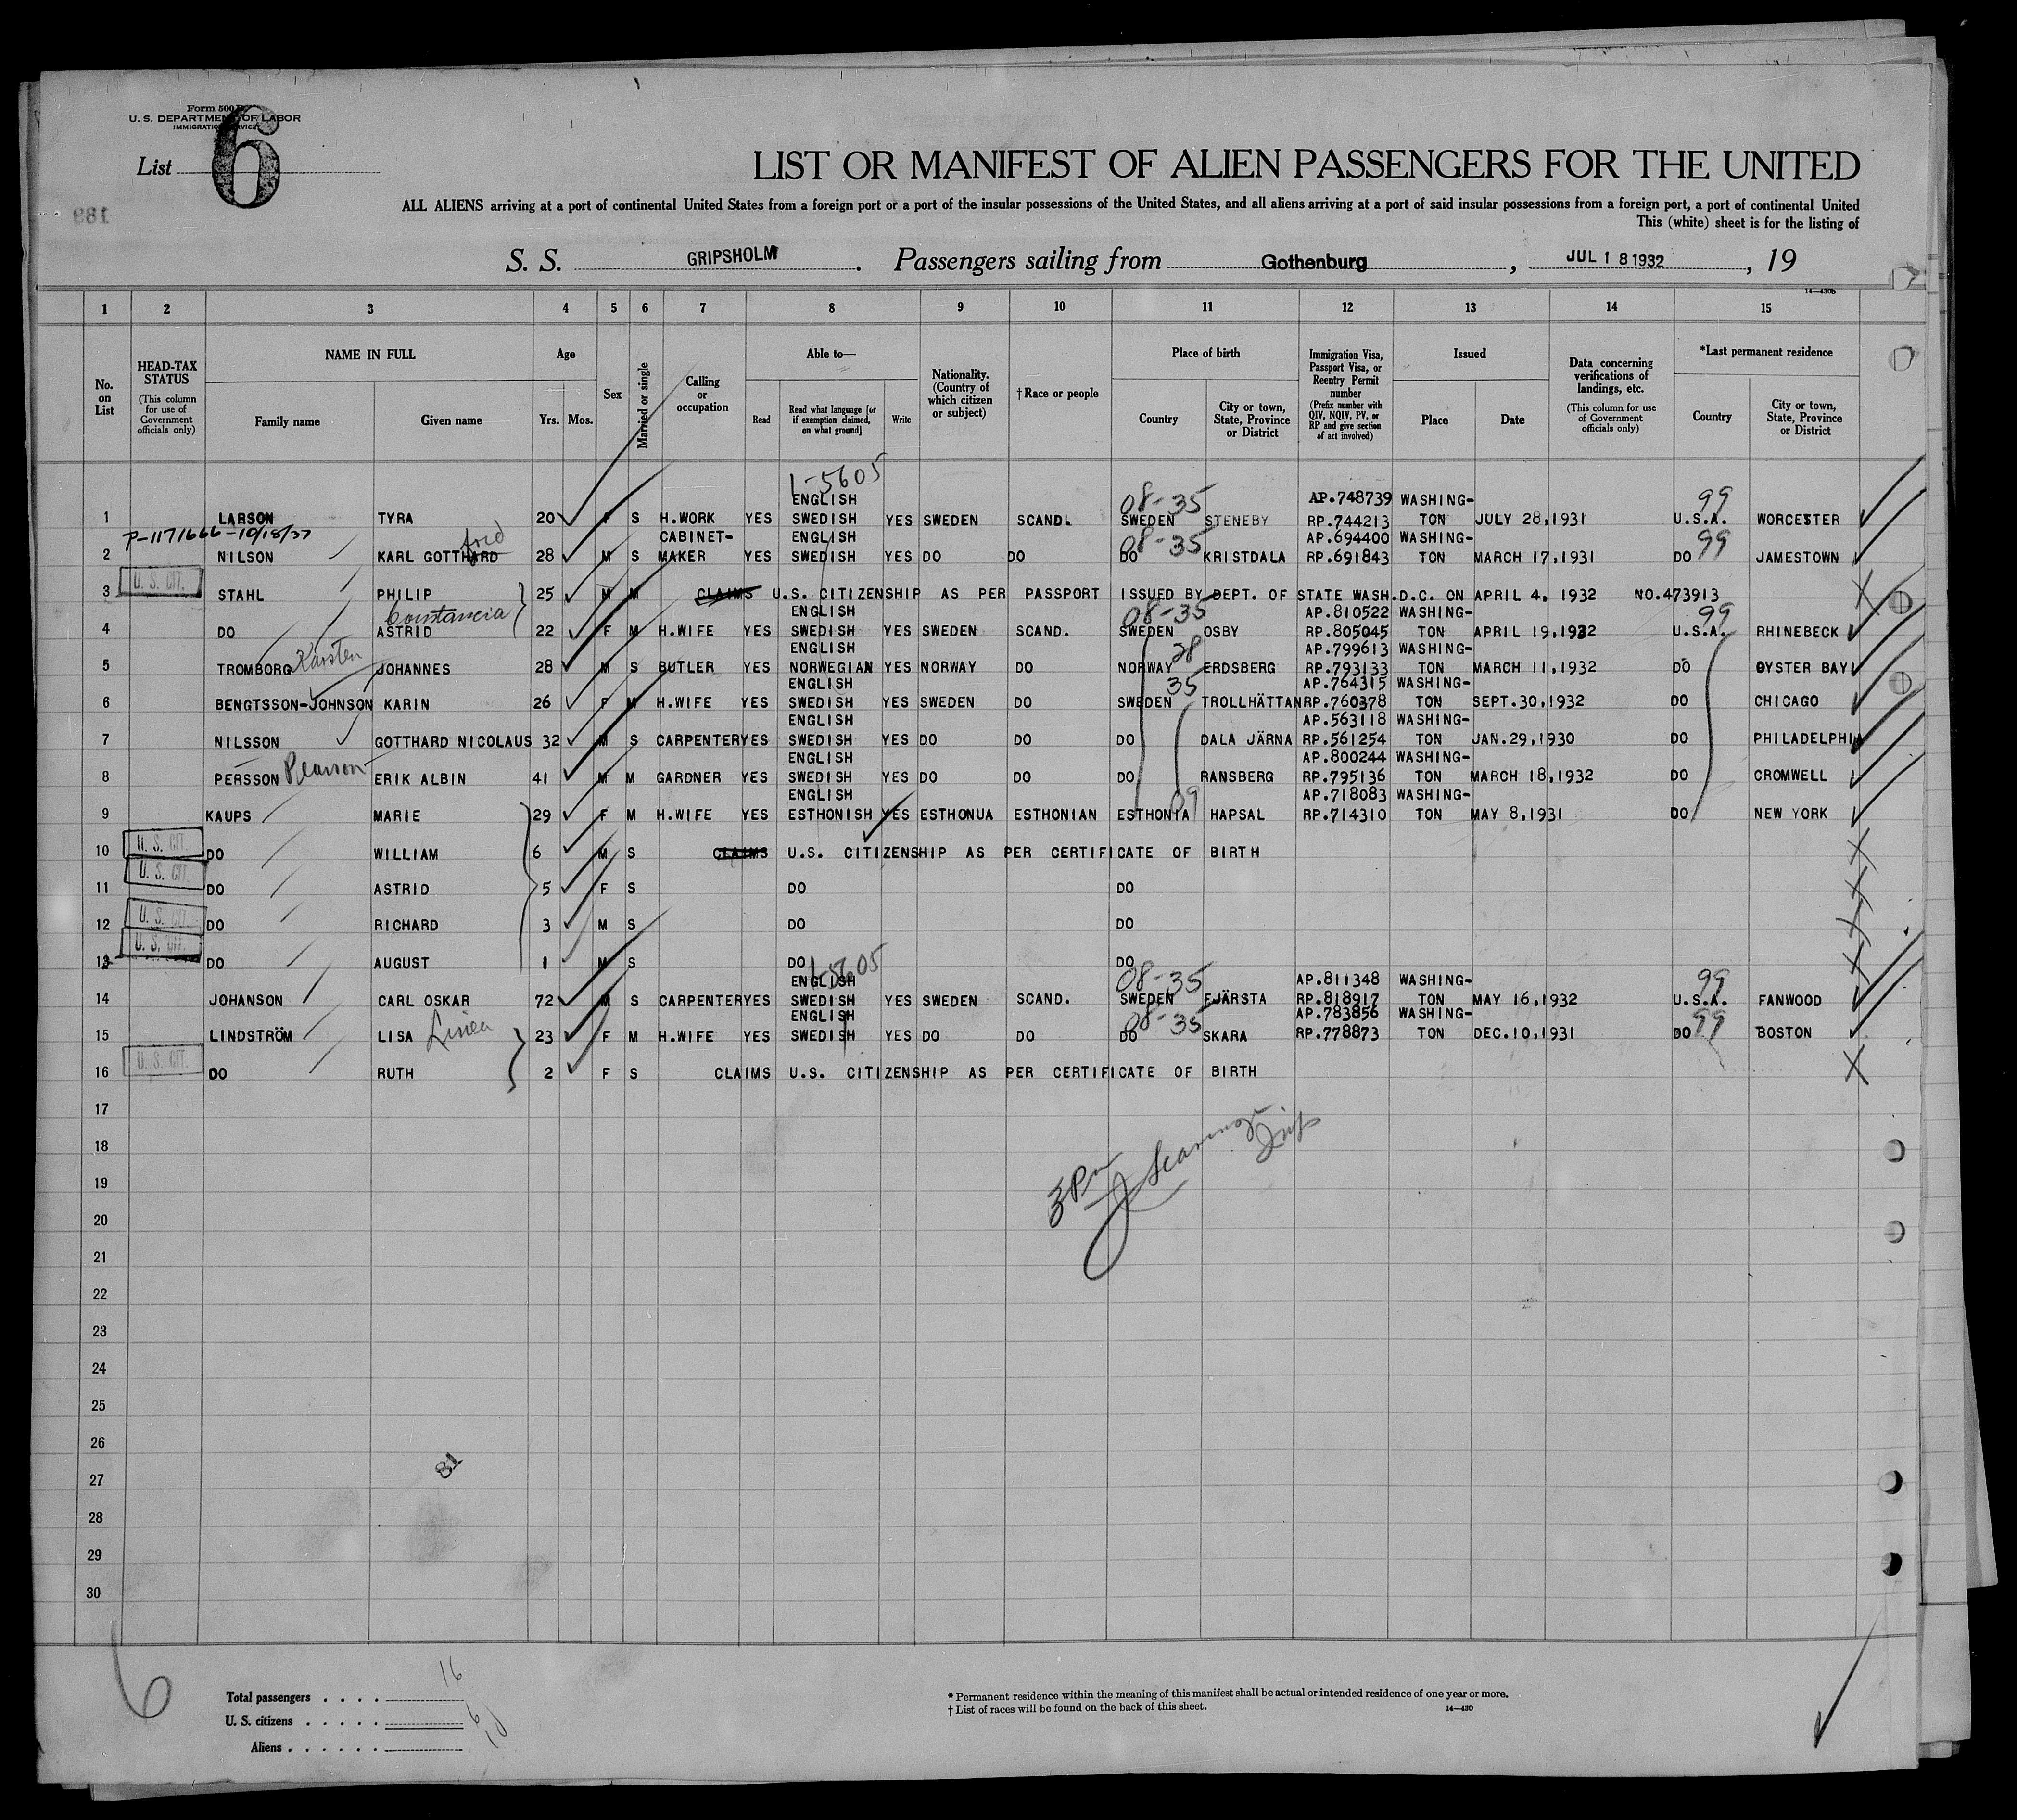 Form 500 B
U. S. DEPARTMENT OF LABOR
IMMIGRATION SERVICE
List 6
189
LIST OR MANIFEST OF ALIEN PASSENGERS FOR THE UNITED
ALL ALIENS arriving at a port of continental United States from a foreign port or a port of the insular possessions of the United States, and all aliens arriving at a port of said insular possessions from a foreign port, a port of continental United
This (white) sheet is for the listing of
S. S. GRIPSHOLM. Passengers sailing from Gothenburg, JUL 18 1932, 19
14—430b
1 2 3 4 5 6 7 8 9 10 11 12 13 14 15
No. on List
HEAD-TAX STATUS
(This column for use of Government officials only)
NAME IN FULL
Family name Given name
Age
Yrs. Mos.
Sex
Married or single
Calling or occupation
Able to—
Read
Read what language [or if exemption claimed, on what ground]
Write
Nationality. (Country of which citizen or subject)
† Race or people
Place of birth
Country
City or town, State, Province or District
Immigration Visa, Passport Visa, or Reentry Permit number
(Prefix number with QIV, NQIV, PV, or RP and give section of act involved)
Issued
Place Date
Data concerning verifications of landings, etc.
(This column for use of Government officials only)
*Last permanent residence
Country
City or town, State, Province or District
1-5605
ENGLISH 08-35 AP.748739 WASHING- 99
1 LARSON TYRA 20 F S H.WORK YES SWEDISH YES SWEDEN SCAND. SWEDEN STENEBY RP.744213 TON JULY 28,1931 U.S.A. WORCESTER
P-1171666-10/18/37 fried CABINET- ENGLISH 08-35 AP.694400 WASHING- 99
2 NILSON KARL GOTTHARD 28 M S MAKER YES SWEDISH YES DO DO DO KRISTDALA RP.691843 TON MARCH 17,1931 DO JAMESTOWN
U. S. CIT.
3 STAHL PHILIP 25 M M CLAIMS U.S. CITIZENSHIP AS PER PASSPORT ISSUED BY DEPT. OF STATE WASH.D.C. ON APRIL 4. 1932 NO.473913
Constancia ENGLISH 08-35 AP.810522 WASHING- 99
4 DO ASTRID 22 F M H.WIFE YES SWEDISH YES SWEDEN SCAND. SWEDEN OSBY RP.805045 TON APRIL 19,1932 U.S.A. RHINEBECK
Karsten ENGLISH 28 AP.799613 WASHING-
5 TROMBORG JOHANNES 28 M S BUTLER YES NORWEGIAN YES NORWAY DO NORWAY ERDSBERG RP.793133 TON MARCH 11,1932 DO OYSTER BAY
ENGLISH 35 AP.764315 WASHING-
6 BENGTSSON-JOHNSON KARIN 26 F M H.WIFE YES SWEDISH YES SWEDEN DO SWEDEN TROLLHÄTTAN RP.760378 TON SEPT.30,1932 DO CHICAGO
ENGLISH AP.563118 WASHING-
7 NILSSON GOTTHARD NICOLAUS 32 M S CARPENTER YES SWEDISH YES DO DO DO DALA JÄRNA RP.561254 TON JAN.29,1930 DO PHILADELPHIA
ENGLISH AP.800244 WASHING-
8 PERSSON Pearson ERIK ALBIN 41 M M GARDNER YES SWEDISH YES DO DO DO RANSBERG RP.795136 TON MARCH 18,1932 DO CROMWELL
ENGLISH 09 AP.718083 WASHING-
9 KAUPS MARIE 29 F M H.WIFE YES ESTHONISH YES ESTHONUA ESTHONIAN ESTHONIA HAPSAL RP.714310 TON MAY 8,1931 DO NEW YORK
U. S. CIT.
10 DO WILLIAM 6 M S CLAIMS U.S. CITIZENSHIP AS PER CERTIFICATE OF BIRTH
U. S. CIT.
11 DO ASTRID 5 F S DO DO
U. S. CIT.
12 DO RICHARD 3 M S DO DO
U. S. CIT.
13 DO AUGUST 1 M S DO DO
1-5605
ENGLISH 08-35 AP.811348 WASHING- 99
14 JOHANSON CARL OSKAR 72 M S CARPENTER YES SWEDISH YES SWEDEN SCAND. SWEDEN FJÄRSTA RP.818917 TON MAY 16,1932 U.S.A. FANWOOD
ENGLISH 08-35 AP.783856 WASHING- 99
15 LINDSTRÖM LISA 23 F M H.WIFE YES SWEDISH YES DO DO DO SKARA RP.778873 TON DEC.10,1931 DO BOSTON
U. S. CIT.
16 DO RUTH 2 F S CLAIMS U.S. CITIZENSHIP AS PER CERTIFICATE OF BIRTH
17
18
19
20
21
22
23
24
25
26
27
28
29
30
81
6
Total passengers . . . . 16
U. S. citizens . . . . . 6
Aliens . . . . . . 10
* Permanent residence within the meaning of this manifest shall be actual or intended residence of one year or more.
† List of races will be found on the back of this sheet.
14—430